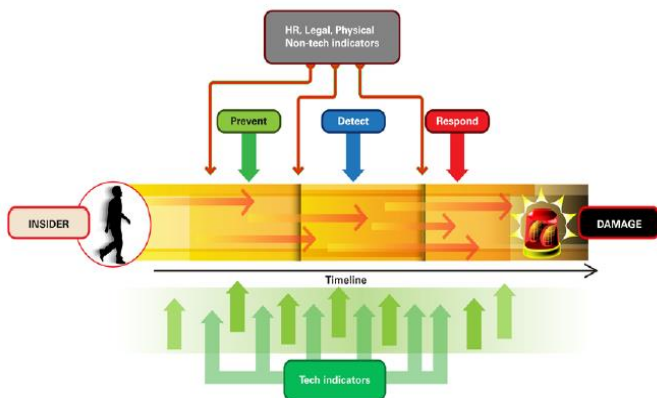 HR, Legal, Physical
Non-tech indicators
Prevent
Detect
Respond
INSIDER
DAMAGE
Timeline
Tech indicators